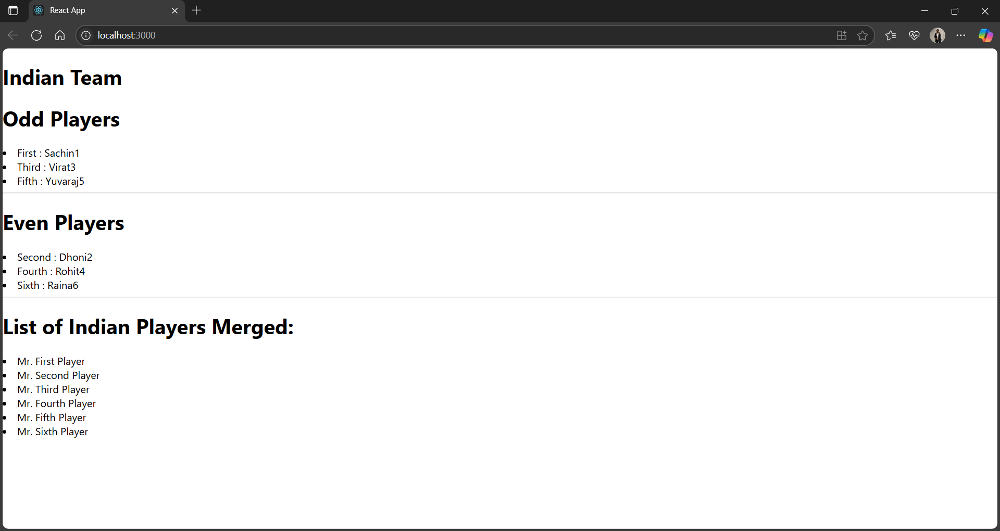 React App
localhost:3000
Indian Team
Odd Players
First : Sachin1
Third : Virat3
Fifth : Yuvaraj5
Even Players
Second : Dhoni2
Fourth : Rohit4
Sixth : Raina6
List of Indian Players Merged:
Mr. First Player
Mr. Second Player
Mr. Third Player
Mr. Fourth Player
Mr. Fifth Player
Mr. Sixth Player